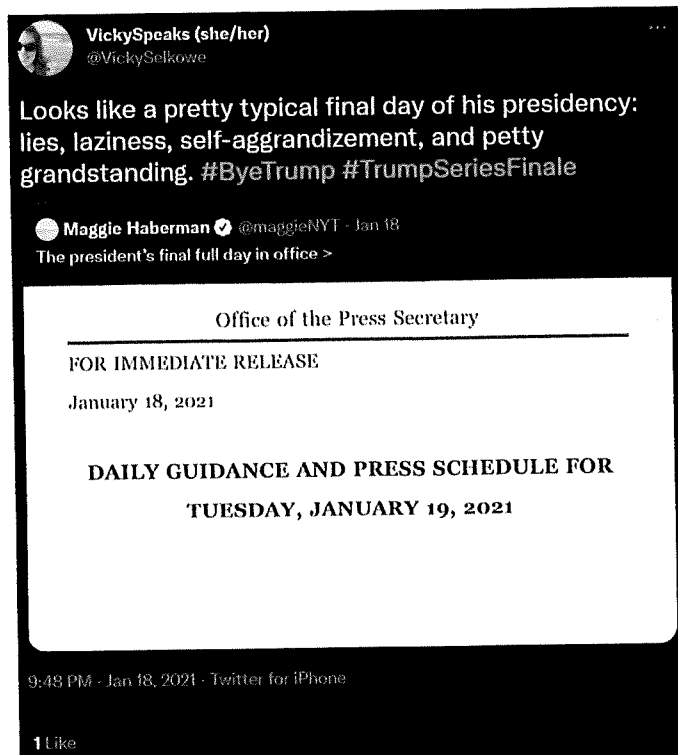 VickySpeaks (she/her)
@VickySelkowe
Looks like a pretty typical final day of his presidency:
lies, laziness, self-aggrandizement, and petty
grandstanding. #ByeTrump #TrumpSeriesFinale
Maggie Haberman @maggieNYT · Jan 18
The president's final full day in office >
Office of the Press Secretary
FOR IMMEDIATE RELEASE
January 18, 2021
DAILY GUIDANCE AND PRESS SCHEDULE FOR
TUESDAY, JANUARY 19, 2021
9:48 PM · Jan 18, 2021 · Twitter for iPhone
1 Like